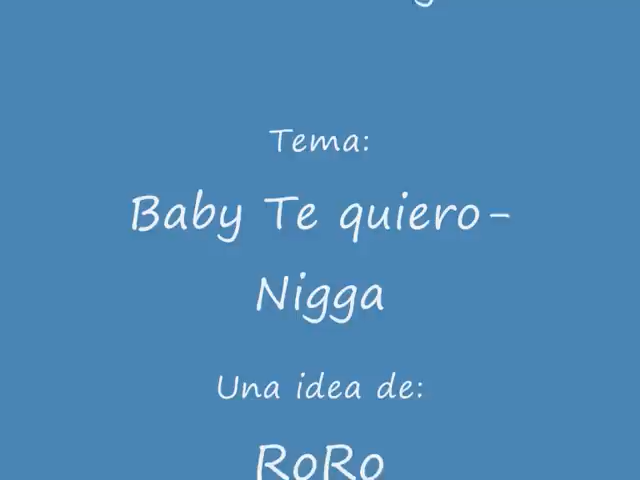 Tema:
Baby Te quiero-
Nigga
Una idea de:
RoRo